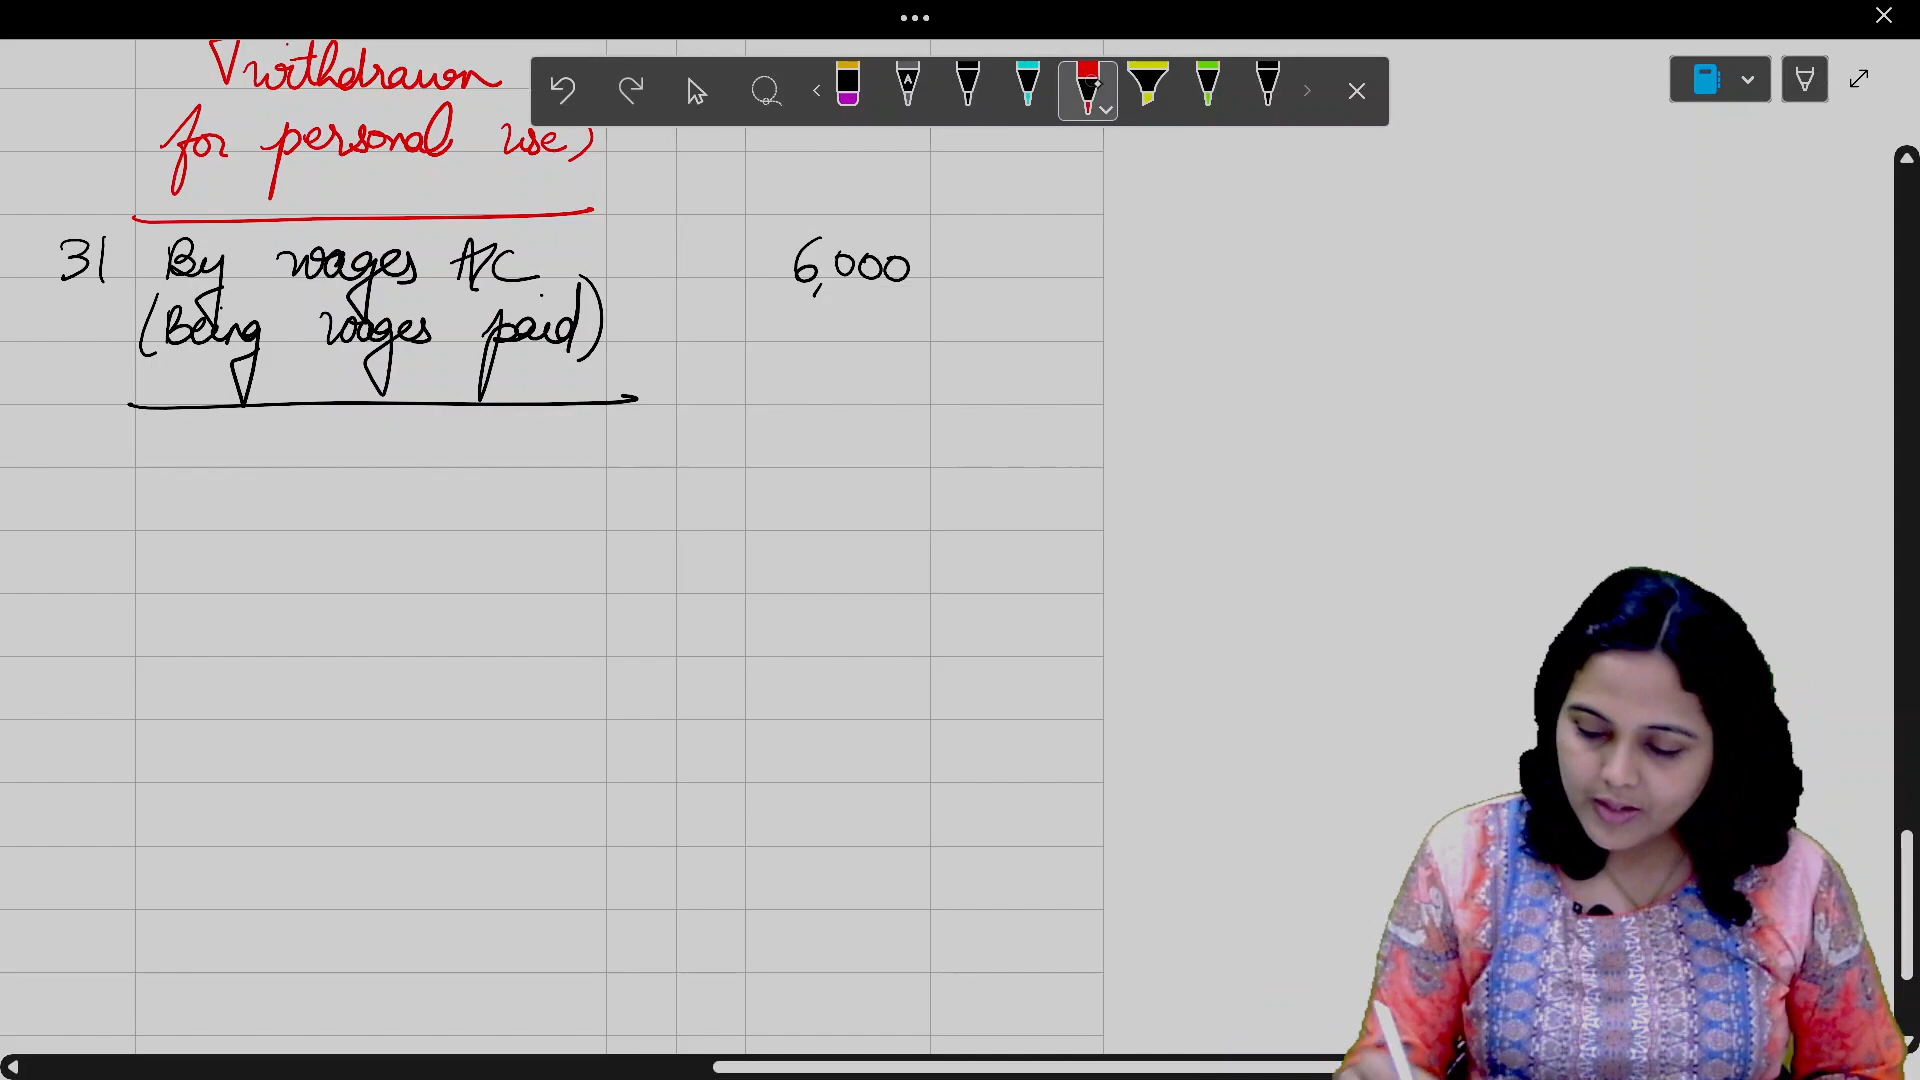 withdrawn
for personal use)
31 By wages A/C 6,000
(Being wages paid)